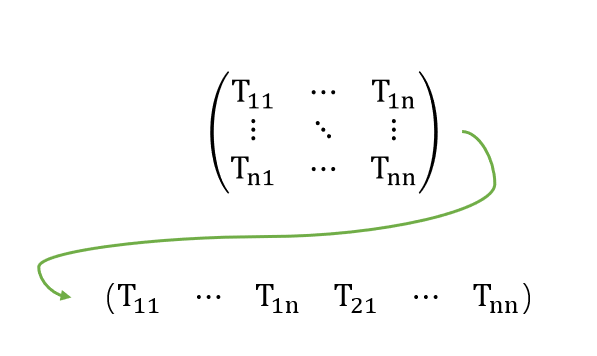 T₁₁ ⋯ T₁ₙ
⋮ ⋱ ⋮
Tₙ₁ ⋯ Tₙₙ
(T₁₁ ⋯ T₁ₙ T₂₁ ⋯ Tₙₙ)